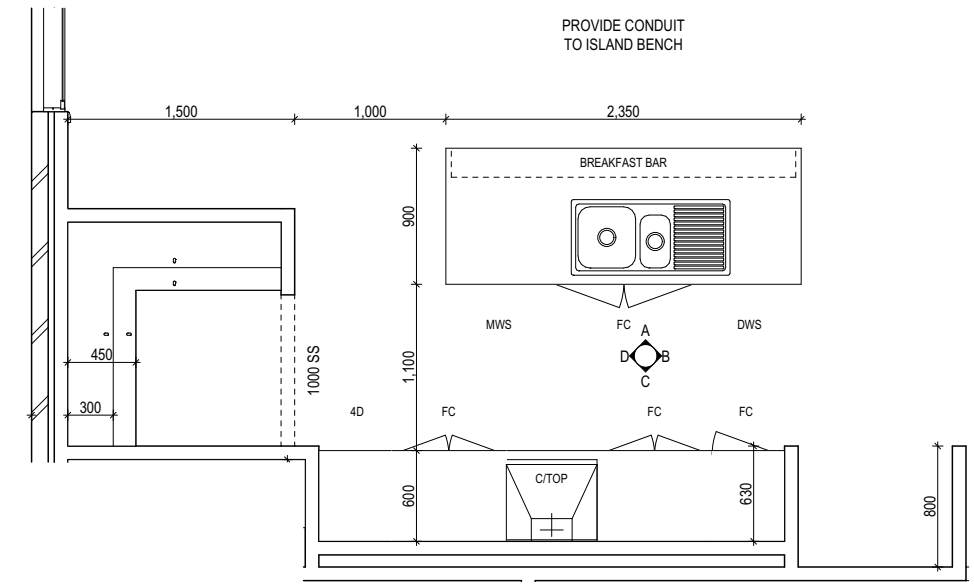 PROVIDE CONDUIT
TO ISLAND BENCH
1,500
1,000
2,350
BREAKFAST BAR
900
MWS
FC
DWS
A
D
B
C
450
1000 SS
1,100
300
4D
FC
FC
FC
C/TOP
600
630
800